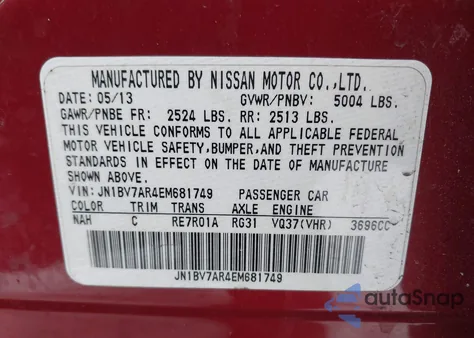 MANUFACTURED BY NISSAN MOTOR CO.,LTD.
DATE: 05/13 GVWR/PNBV: 5004 LBS.
GAWR/PNBE FR: 2524 LBS. RR: 2513 LBS.
THIS VEHICLE CONFORMS TO ALL APPLICABLE FEDERAL
MOTOR VEHICLE SAFETY,BUMPER,AND THEFT PREVENTION
STANDARDS IN EFFECT ON THE DATE OF MANUFACTURE
SHOWN ABOVE.
VIN: JN1BV7AR4EM681749 PASSENGER CAR
COLOR TRIM TRANS AXLE ENGINE
NAH C RE7R01A RG31 VQ37(VHR) 3696CC
JN1BV7AR4EM681749
autoSnap